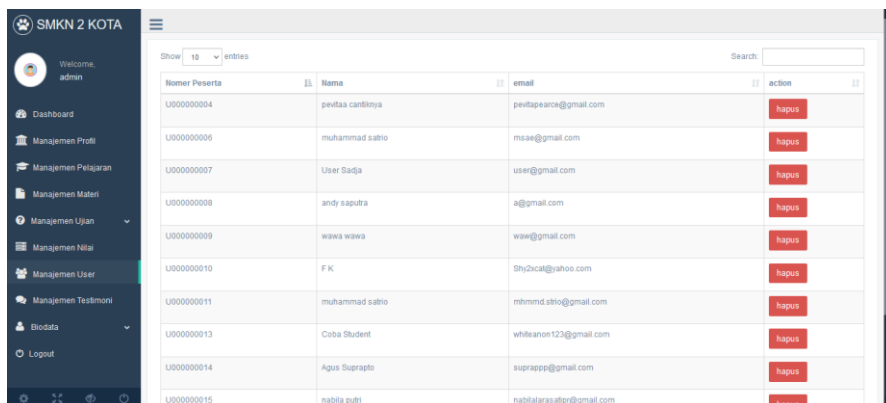 SMKN 2 KOTA
Welcome,
admin
Dashboard
Manajemen Profil
Manajemen Pelajaran
Manajemen Materi
Manajemen Ujian
Manajemen Nilai
Manajemen User
Manajemen Testimoni
Biodata
Logout
Show 10 entries Search:
Nomer Peserta Nama email action
U000000004 pevitaa cantiknya pevitapearce@gmail.com hapus
U000000006 muhammad satrio msae@gmail.com hapus
U000000007 User Sadja user@gmail.com hapus
U000000008 andy saputra a@gmail.com hapus
U000000009 wawa wawa waw@gmail.com hapus
U000000010 F K Shy2xcat@yahoo.com hapus
U000000011 muhammad satrio mhmmd.strio@gmail.com hapus
U000000013 Coba Student whiteanon123@gmail.com hapus
U000000014 Agus Suprapto suprappp@gmail.com hapus
U000000015 nabila putri nabilalarasatipr@gmail.com